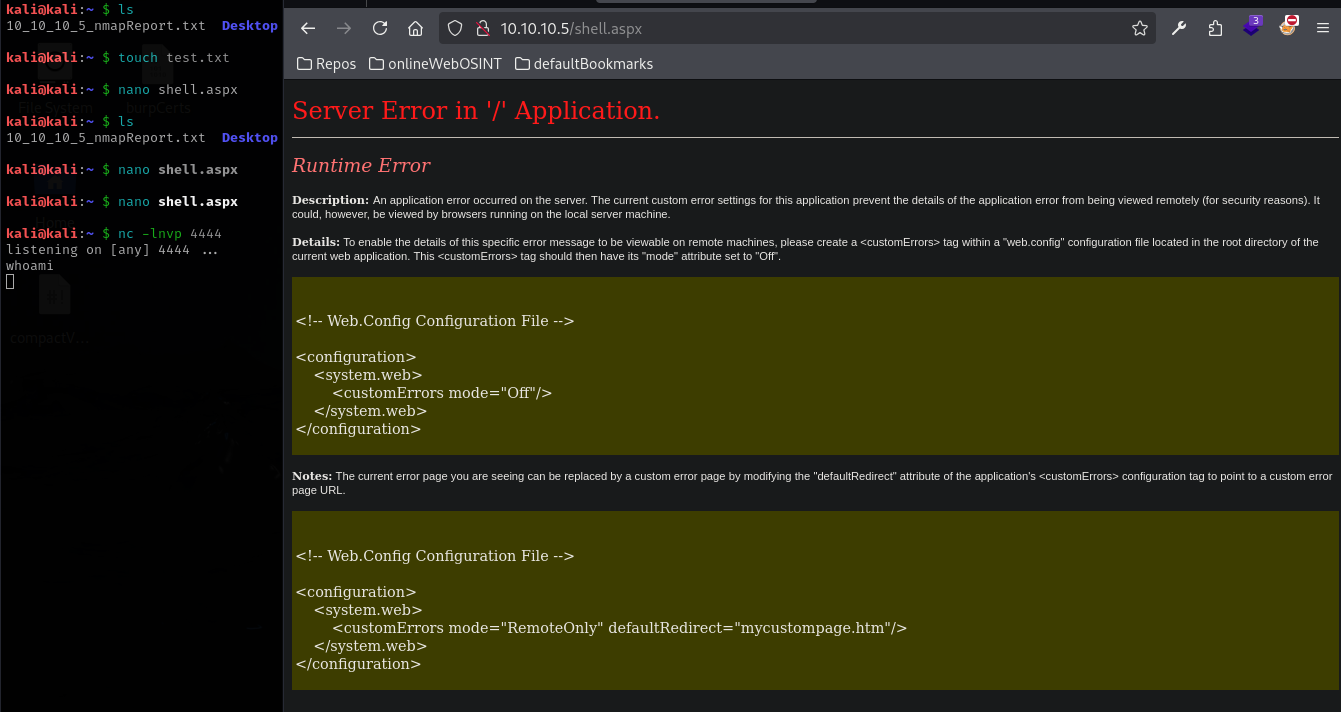 kali@kali:~ $ ls
10_10_10_5_nmapReport.txt  Desktop
kali@kali:~ $ touch test.txt
kali@kali:~ $ nano shell.aspx
File System  burpCerts
kali@kali:~ $ ls
10_10_10_5_nmapReport.txt  Desktop
kali@kali:~ $ nano shell.aspx
kali@kali:~ $ nano shell.aspx
Home
kali@kali:~ $ nc -lnvp 4444
listening on [any] 4444 ...
whoami
compactV...
10.10.10.5/shell.aspx
3
Repos  onlineWebOSINT  defaultBookmarks
Server Error in '/' Application.
Runtime Error
Description: An application error occurred on the server. The current custom error settings for this application prevent the details of the application error from being viewed remotely (for security reasons). It
could, however, be viewed by browsers running on the local server machine.
Details: To enable the details of this specific error message to be viewable on remote machines, please create a <customErrors> tag within a "web.config" configuration file located in the root directory of the
current web application. This <customErrors> tag should then have its "mode" attribute set to "Off".
<!-- Web.Config Configuration File -->
<configuration>
    <system.web>
        <customErrors mode="Off"/>
    </system.web>
</configuration>
Notes: The current error page you are seeing can be replaced by a custom error page by modifying the "defaultRedirect" attribute of the application's <customErrors> configuration tag to point to a custom error
page URL.
<!-- Web.Config Configuration File -->
<configuration>
    <system.web>
        <customErrors mode="RemoteOnly" defaultRedirect="mycustompage.htm"/>
    </system.web>
</configuration>